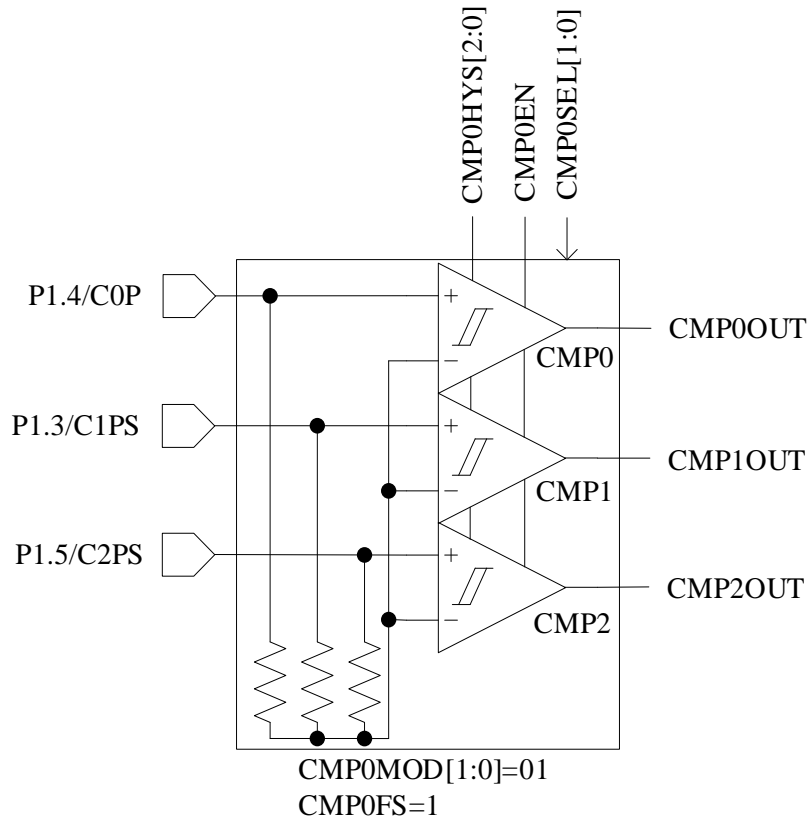 CMP0HYS[2:0]
CMP0EN
CMP0SEL[1:0]
P1.4/C0P
+
−
CMP0
CMP0OUT
P1.3/C1PS
+
−
CMP1
CMP1OUT
P1.5/C2PS
+
−
CMP2
CMP2OUT
CMP0MOD[1:0]=01
CMP0FS=1